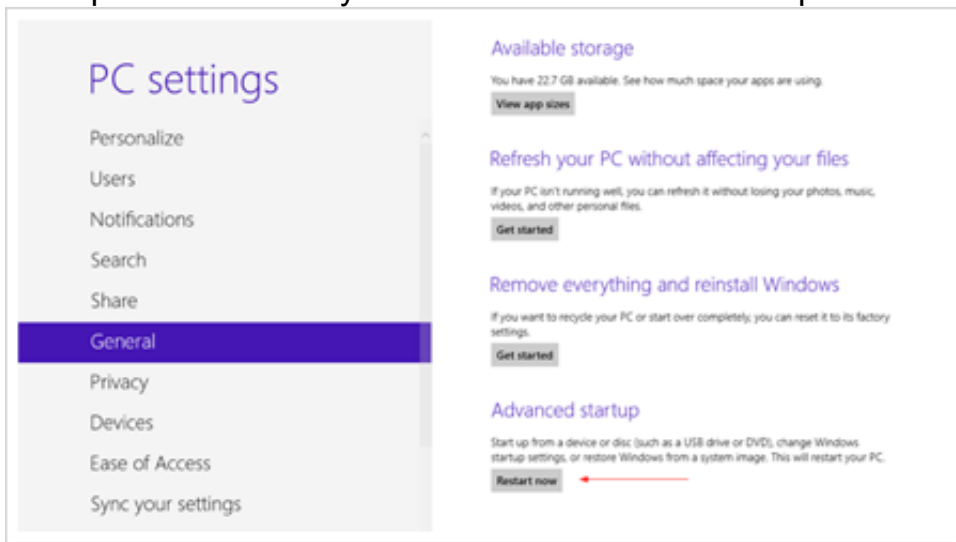 PC settings
Personalize
Users
Notifications
Search
Share
General
Privacy
Devices
Ease of Access
Sync your settings
Available storage
You have 22.7 GB available. See how much space your apps are using.
View app sizes
Refresh your PC without affecting your files
If your PC isn't running well, you can refresh it without losing your photos, music,
videos, and other personal files.
Get started
Remove everything and reinstall Windows
If you want to recycle your PC or start over completely, you can reset it to its factory
settings.
Get started
Advanced startup
Start up from a device or disc (such as a USB drive or DVD), change Windows
startup settings, or restore Windows from a system image. This will restart your PC.
Restart now